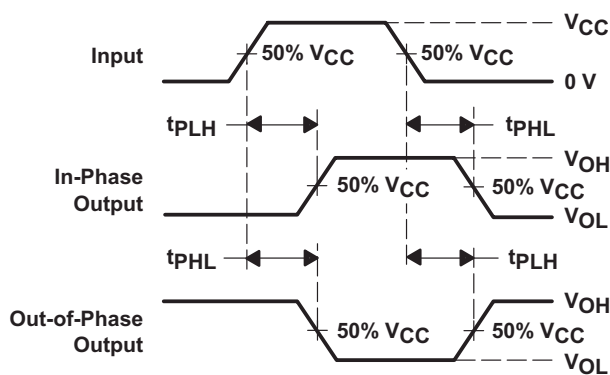 VCC
Input
50% VCC
50% VCC
0 V
tPLH
tPHL
In-Phase
Output
VOH
50% VCC
50% VCC
VOL
tPHL
tPLH
Out-of-Phase
Output
VOH
50% VCC
50% VCC
VOL